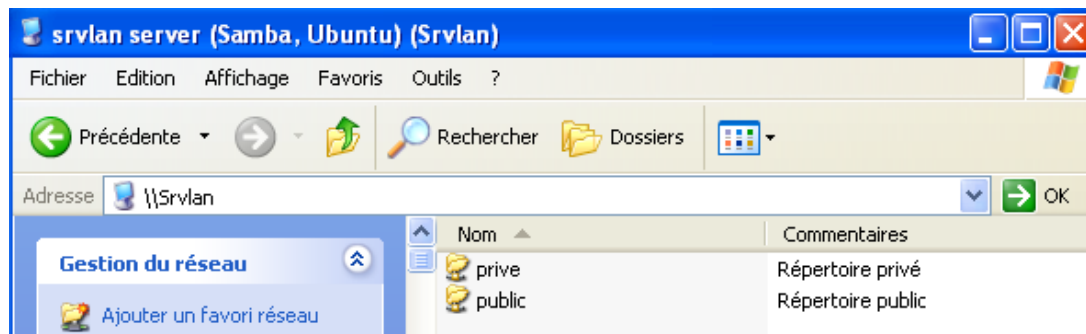 srvlan server (Samba, Ubuntu) (Srvlan)
Fichier Edition Affichage Favoris Outils ?
Précédente Rechercher Dossiers
Adresse \\Srvlan OK
Nom Commentaires
Gestion du réseau
prive Répertoire privé
public Répertoire public
Ajouter un favori réseau